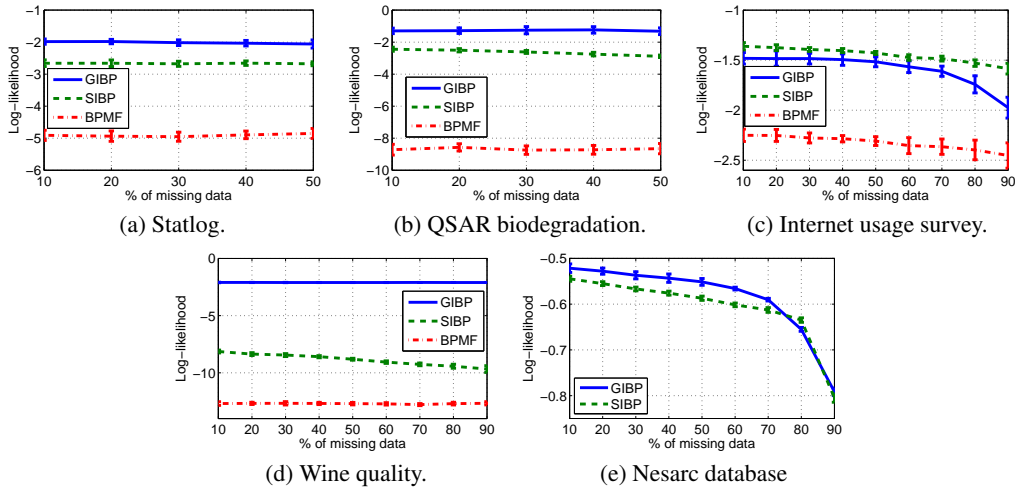 −1
−2
−3
−4
−5
−6
Log−likelihood
GIBP
SIBP
BPMF
10 20 30 40 50
% of missing data
(a) Statlog.
0
−2
−4
−6
−8
−10
Log−likelihood
GIBP
SIBP
BPMF
10 20 30 40 50
% of missing data
(b) QSAR biodegradation.
−1
−1.5
−2
−2.5
Log−likelihood
GIBP
SIBP
BPMF
10 20 30 40 50 60 70 80 90
% of missing data
(c) Internet usage survey.
0
−5
−10
Log−likelihood
GIBP
SIBP
BPMF
10 20 30 40 50 60 70 80 90
% of missing data
(d) Wine quality.
−0.5
−0.6
−0.7
−0.8
Log−likelihood
GIBP
SIBP
10 20 30 40 50 60 70 80 90
% of missing data
(e) Nesarc database